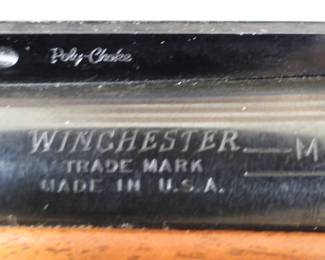 Poly-Choke
WINCHESTER — M
TRADE MARK
MADE IN U.S.A.